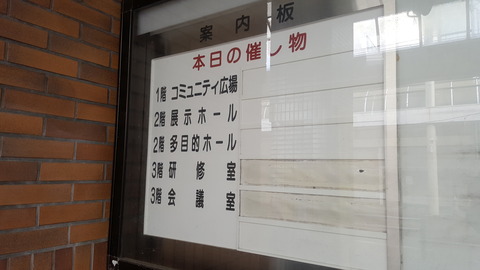 案内板
本日の催し物
1階 コミュニティ広場
2階 展示ホール
2階 多目的ホール
3階 研修室
3階 会議室